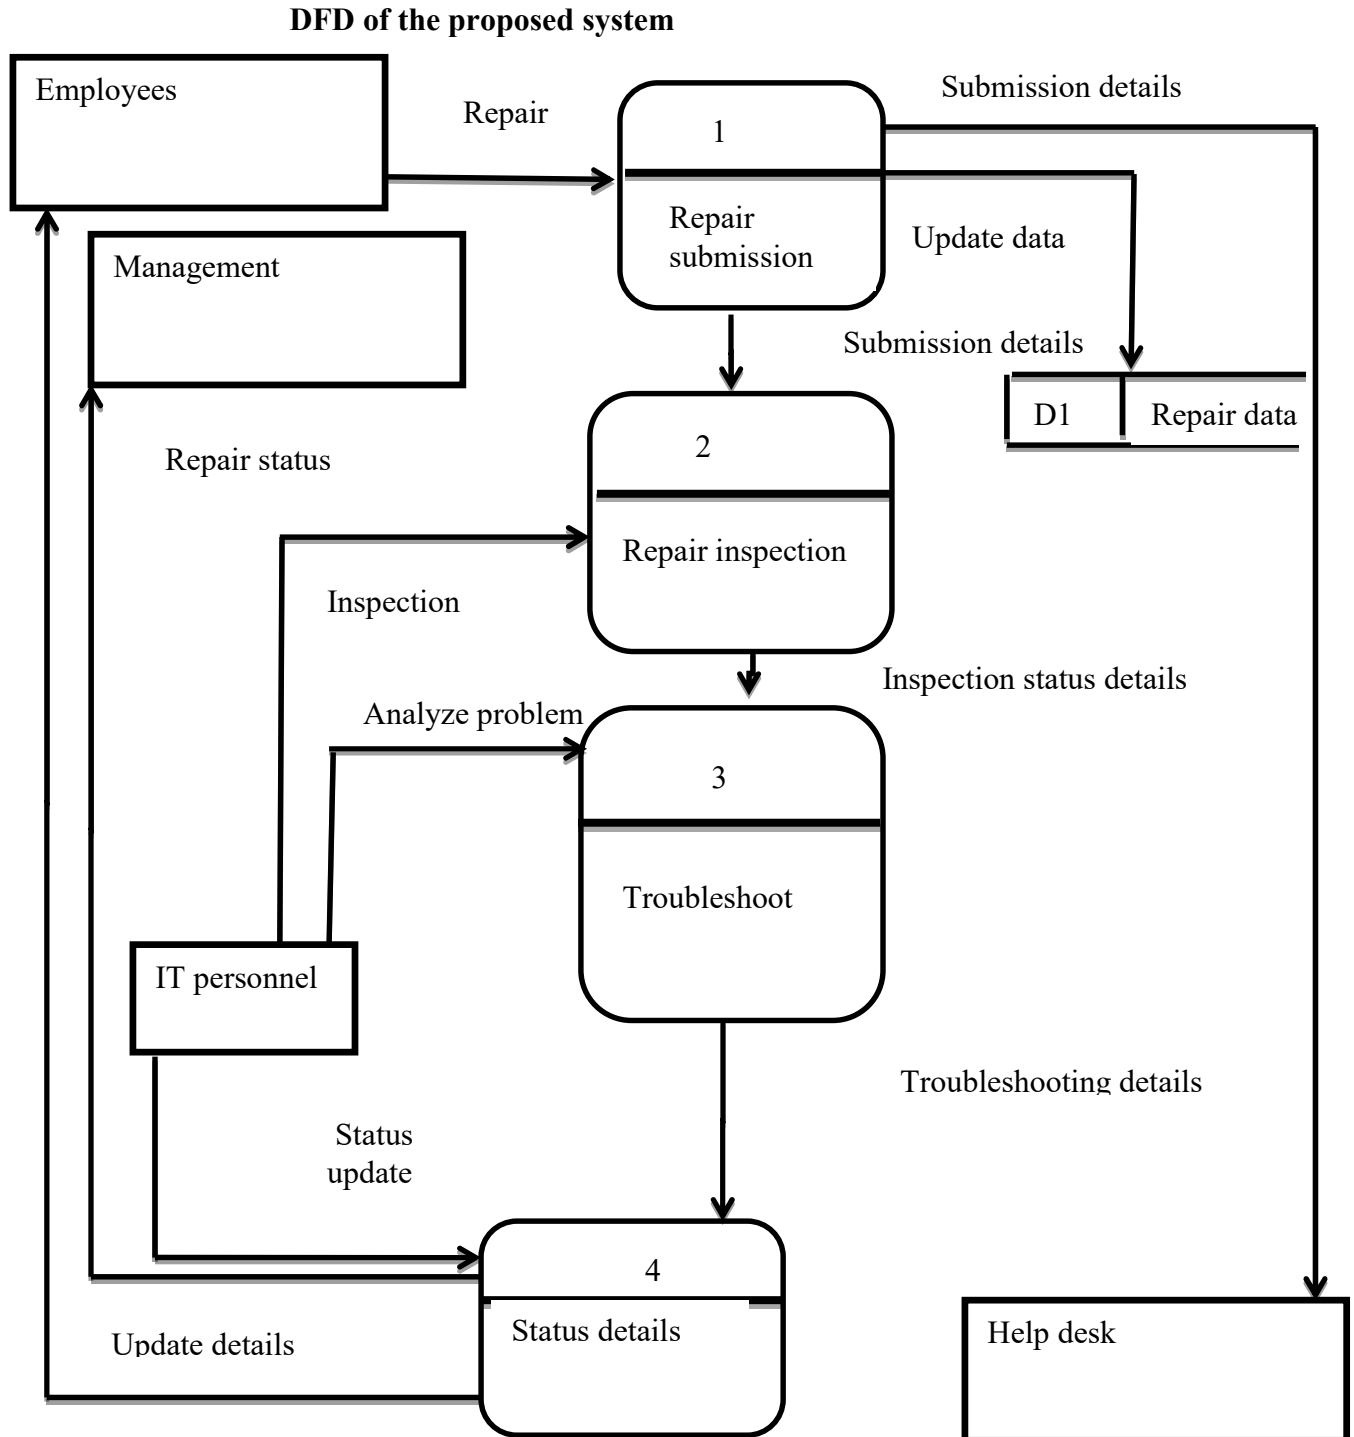 DFD of the proposed system
Employees
Repair
1
Submission details
Repair
submission
Update data
Management
Submission details
D1
Repair data
2
Repair status
Repair inspection
Inspection
Inspection status details
Analyze problem
3
Troubleshoot
IT personnel
Troubleshooting details
Status
update
4
Status details
Update details
Help desk